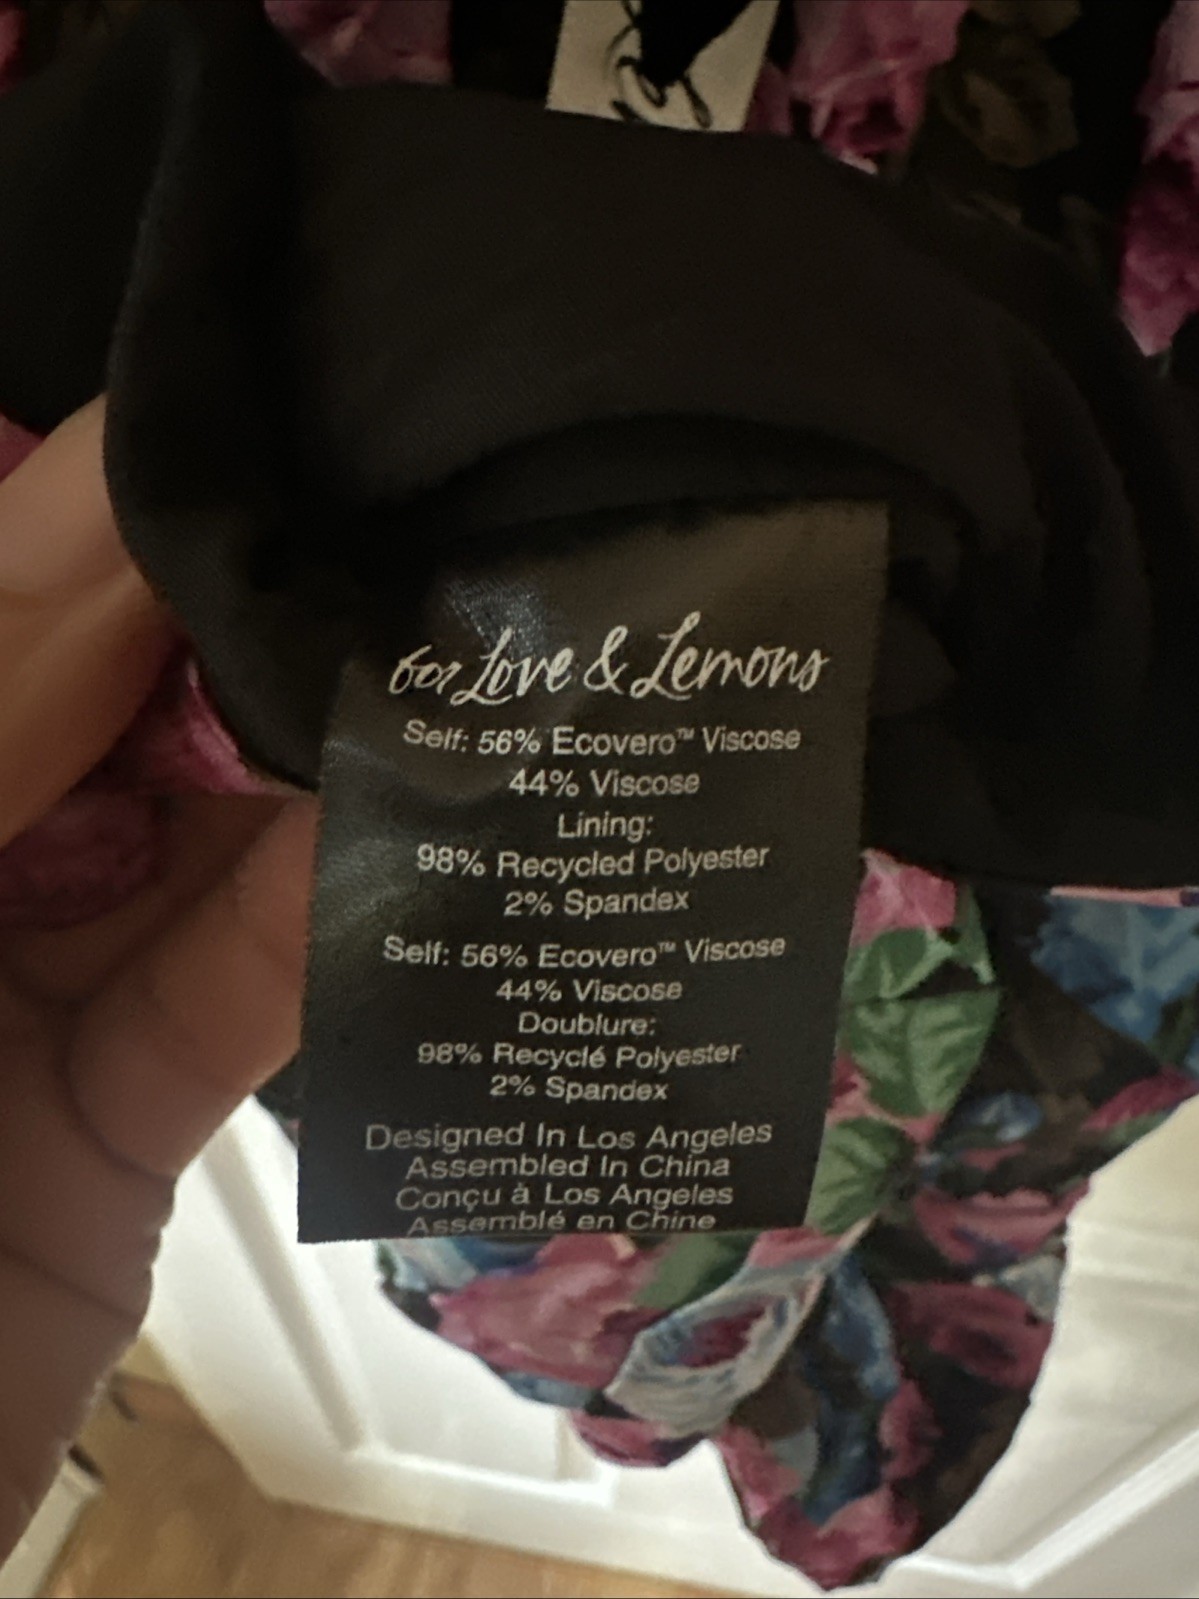 for Love & Lemons
Self: 56% Ecovero™ Viscose
44% Viscose
Lining:
98% Recycled Polyester
2% Spandex
Self: 56% Ecovero™ Viscose
44% Viscose
Doublure:
98% Recyclé Polyester
2% Spandex
Designed In Los Angeles
Assembled In China
Conçu à Los Angeles
Assemblé en Chine